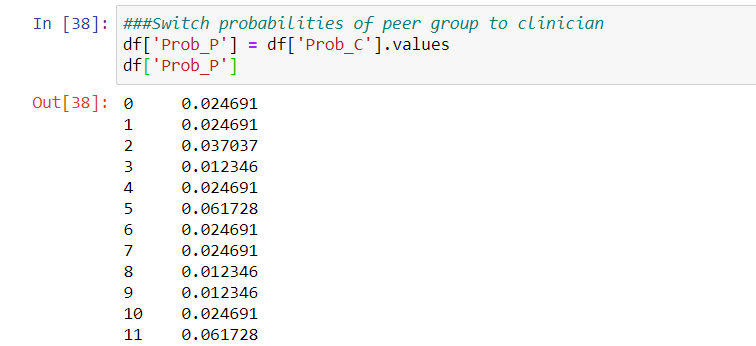 In [38]: ###Switch probabilities of peer group to clinician
df['Prob_P'] = df['Prob_C'].values
df['Prob_P']
Out[38]: 0 0.024691
1 0.024691
2 0.037037
3 0.012346
4 0.024691
5 0.061728
6 0.024691
7 0.024691
8 0.012346
9 0.012346
10 0.024691
11 0.061728